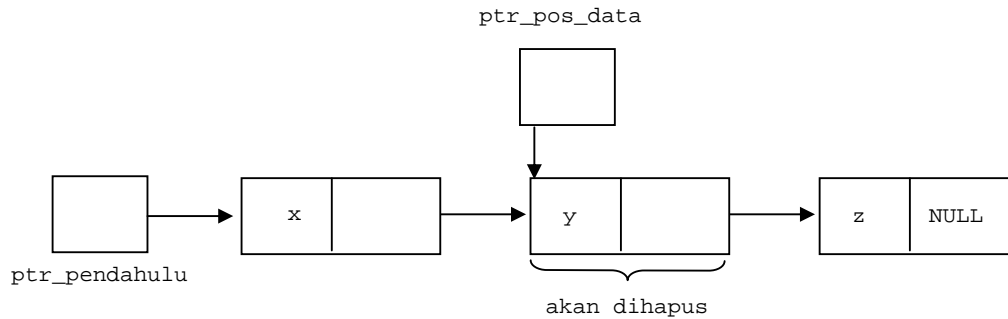 ptr_pos_data
x
y
z
NULL
ptr_pendahulu
akan dihapus